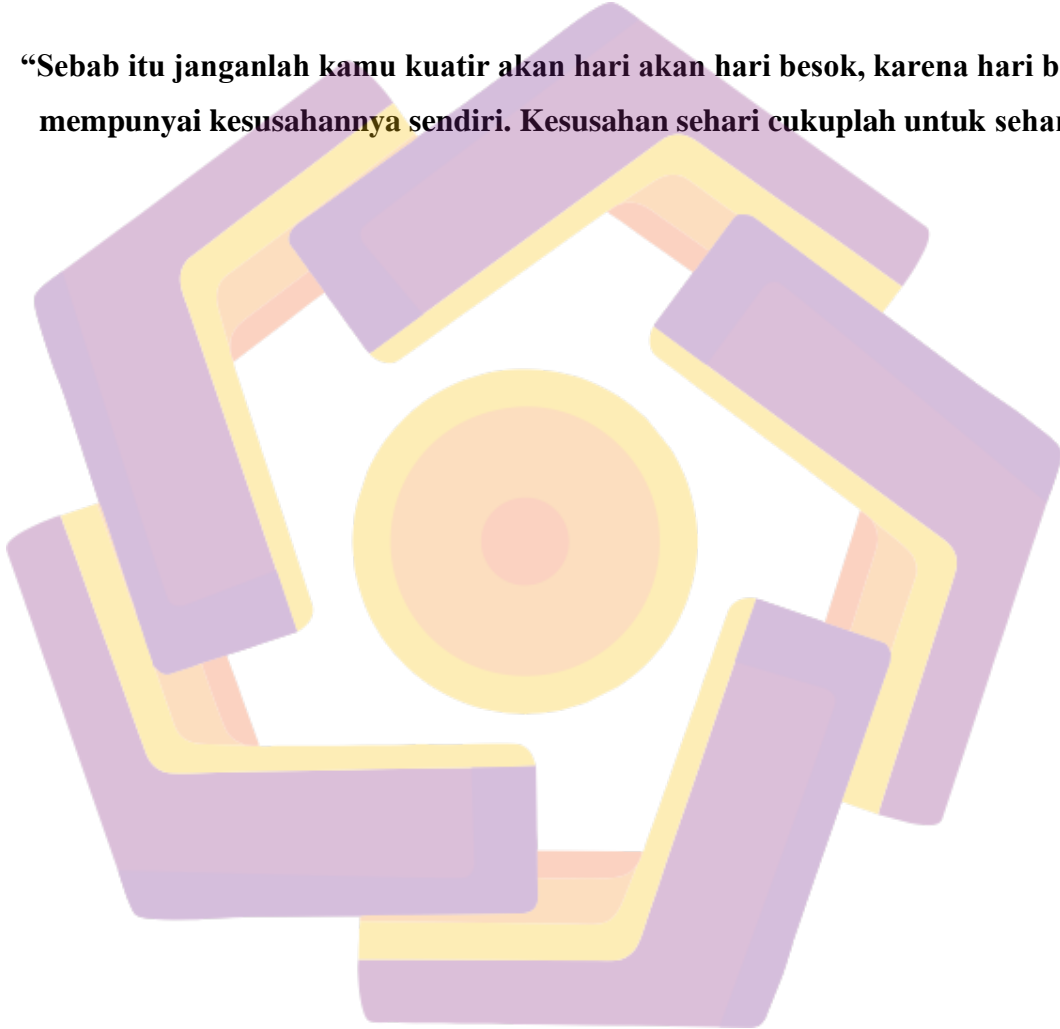 “Sebab itu janganlah kamu kuatir akan hari akan hari besok, karena hari
mempunyai kesusahannya sendiri. Kesusahan sehari cukuplah untuk